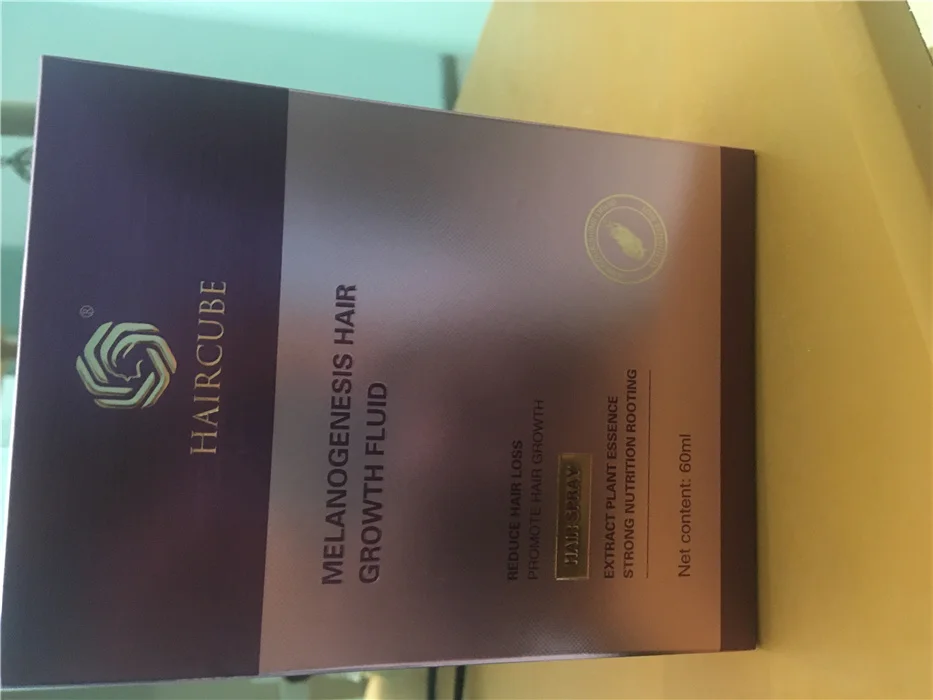 ®
HAIRCUBE
MELANOGENESIS HAIR
GROWTH FLUID
REDUCE HAIR LOSS
PROMOTE HAIR GROWTH
HAIR SPRAY
EXTRACT PLANT ESSENCE
STRONG NUTRITION ROOTING
Net content: 60ml